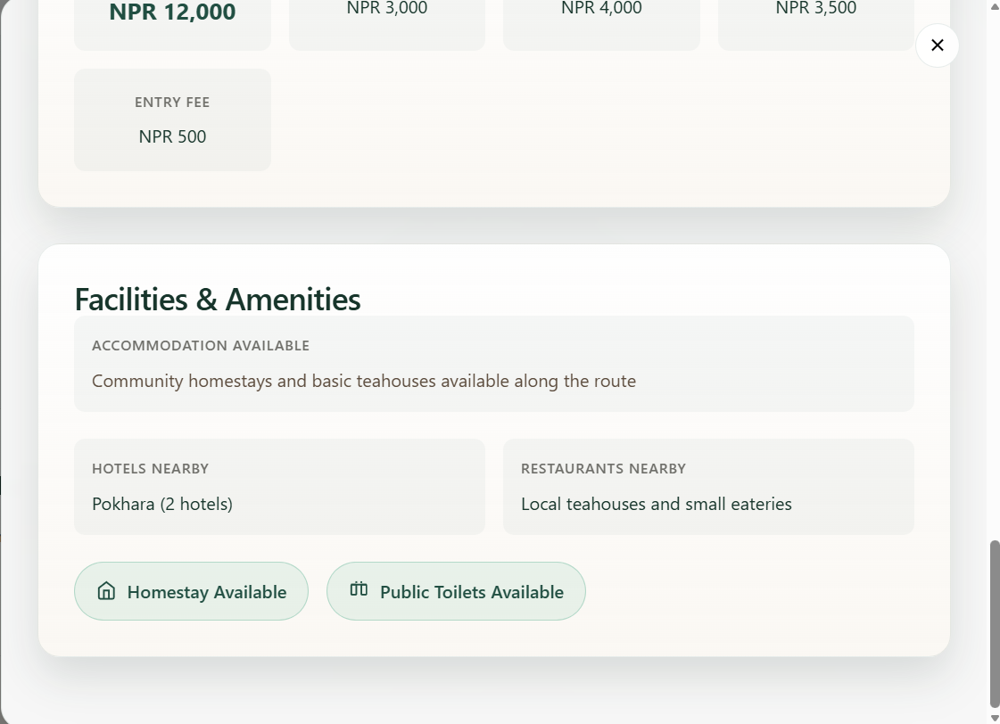 NPR 12,000
NPR 3,000
NPR 4,000
NPR 3,500
ENTRY FEE
NPR 500
Facilities & Amenities
ACCOMMODATION AVAILABLE
Community homestays and basic teahouses available along the route
HOTELS NEARBY
Pokhara (2 hotels)
RESTAURANTS NEARBY
Local teahouses and small eateries
Homestay Available
Public Toilets Available